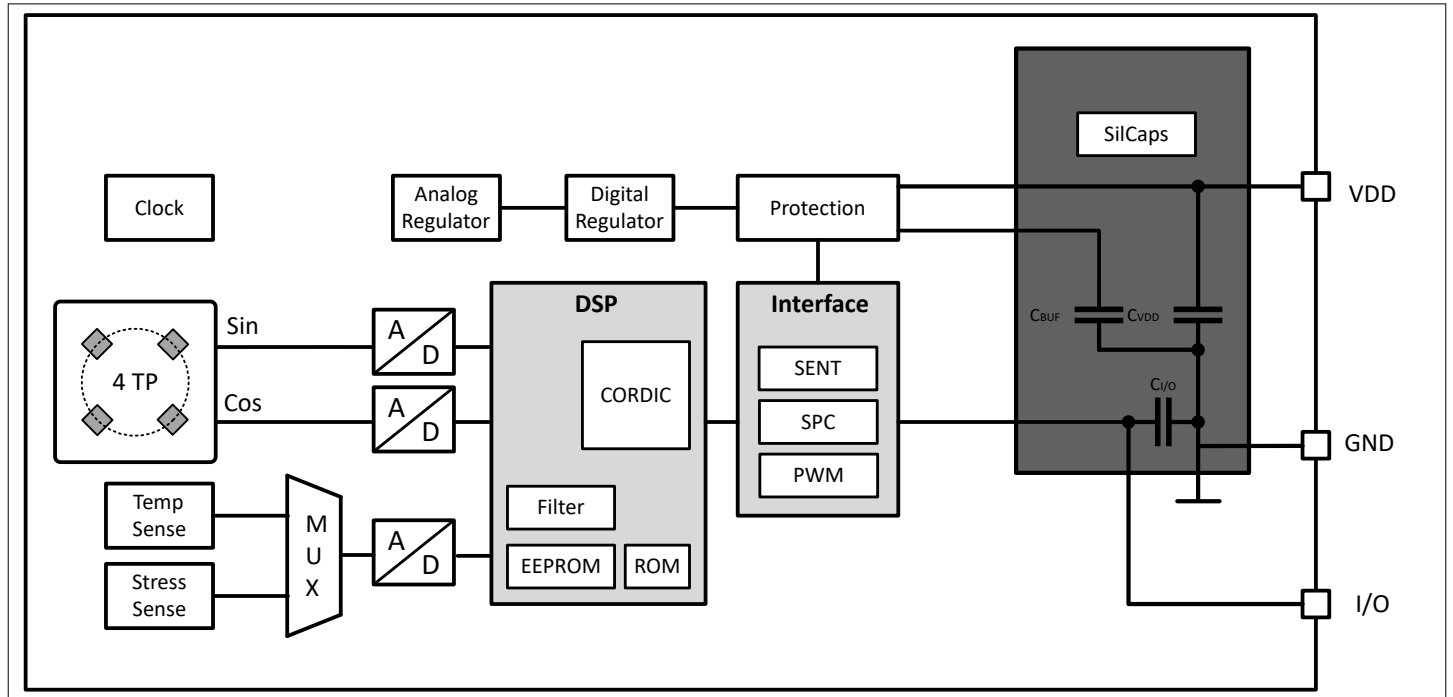 SilCaps
VDD
Clock
Analog
Regulator
Digital
Regulator
Protection
DSP
Interface
Sin
A
D
CBUF
CVDD
4 TP
SENT
CORDIC
CI/O
Cos
A
D
SPC
GND
PWM
Temp
Sense
M
U
X
Filter
A
D
EEPROM
ROM
Stress
Sense
I/O